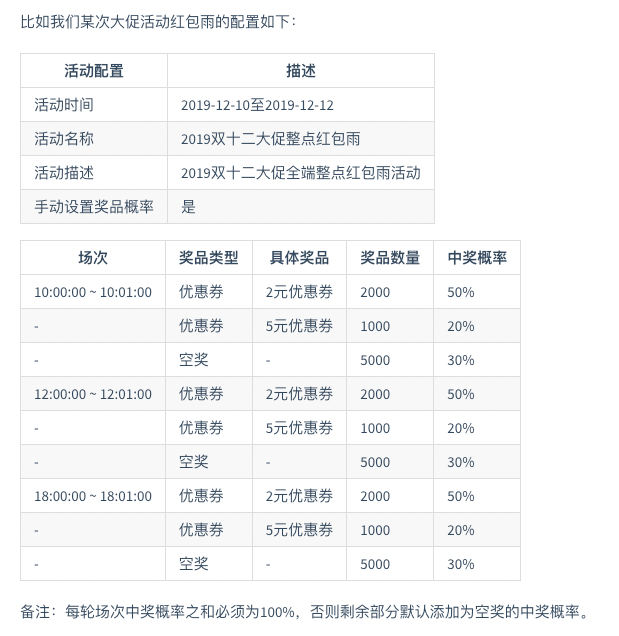 比如我们某次大促活动红包雨的配置如下：
活动配置 描述
活动时间 2019-12-10至2019-12-12
活动名称 2019双十二大促整点红包雨
活动描述 2019双十二大促全端整点红包雨活动
手动设置奖品概率 是
场次 奖品类型 具体奖品 奖品数量 中奖概率
10:00:00 ~ 10:01:00 优惠券 2元优惠券 2000 50%
- 优惠券 5元优惠券 1000 20%
- 空奖 - 5000 30%
12:00:00 ~ 12:01:00 优惠券 2元优惠券 2000 50%
- 优惠券 5元优惠券 1000 20%
- 空奖 - 5000 30%
18:00:00 ~ 18:01:00 优惠券 2元优惠券 2000 50%
- 优惠券 5元优惠券 1000 20%
- 空奖 - 5000 30%
备注：每轮场次中奖概率之和必须为100%，否则剩余部分默认添加为空奖的中奖概率。